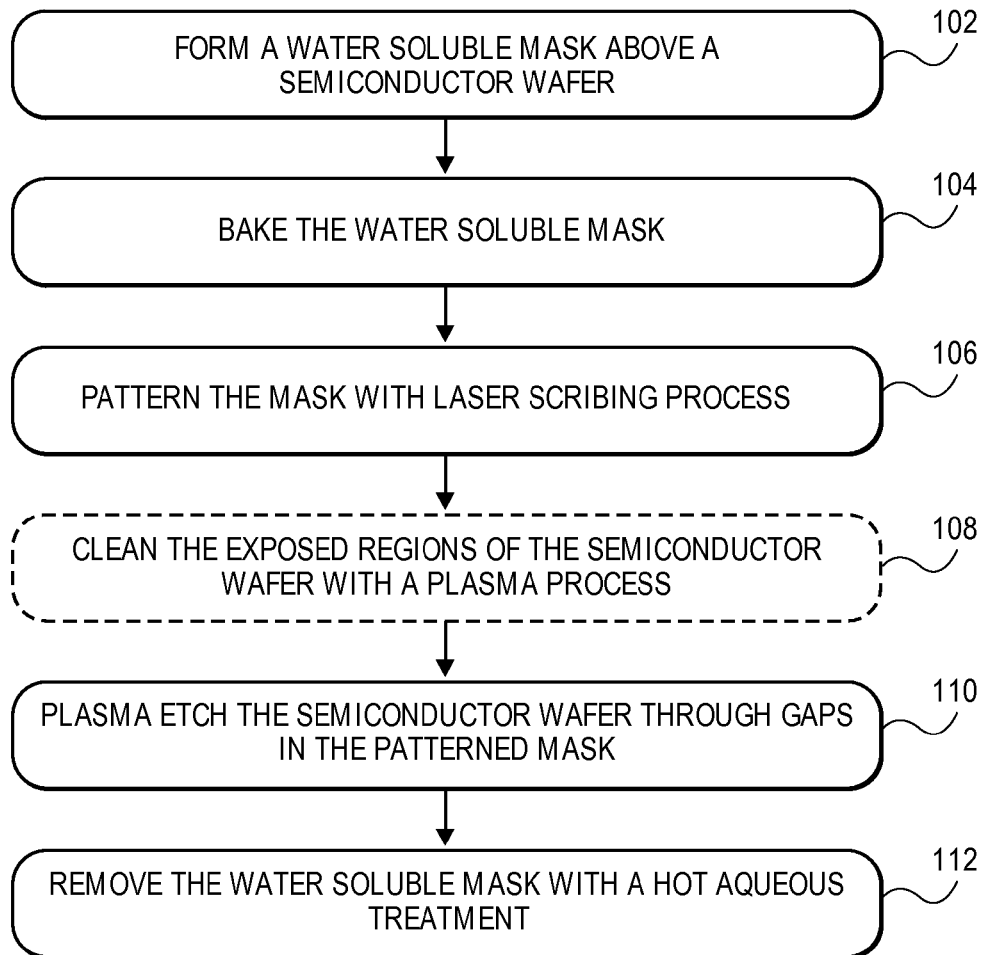 102
FORM A WATER SOLUBLE MASK ABOVE A
SEMICONDUCTOR WAFER
104
BAKE THE WATER SOLUBLE MASK
106
PATTERN THE MASK WITH LASER SCRIBING PROCESS
108
CLEAN THE EXPOSED REGIONS OF THE SEMICONDUCTOR
WAFER WITH A PLASMA PROCESS
110
PLASMA ETCH THE SEMICONDUCTOR WAFER THROUGH GAPS
IN THE PATTERNED MASK
112
REMOVE THE WATER SOLUBLE MASK WITH A HOT AQUEOUS
TREATMENT